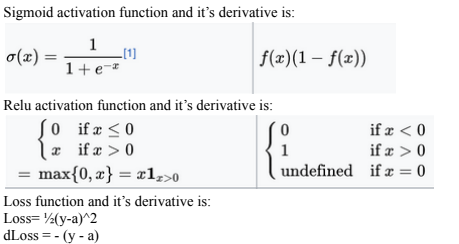 Sigmoid activation function and it's derivative is:
σ(x) = 1 / (1 + e^{-x}) [1]    f(x)(1 − f(x))
Relu activation function and it's derivative is:
{ 0 if x ≤ 0    { 0 if x < 0
{ x if x > 0    { 1 if x > 0
= max{0, x} = x1_{x>0}    { undefined if x = 0
Loss function and it's derivative is:
Loss= ½(y-a)^2
dLoss = - (y - a)